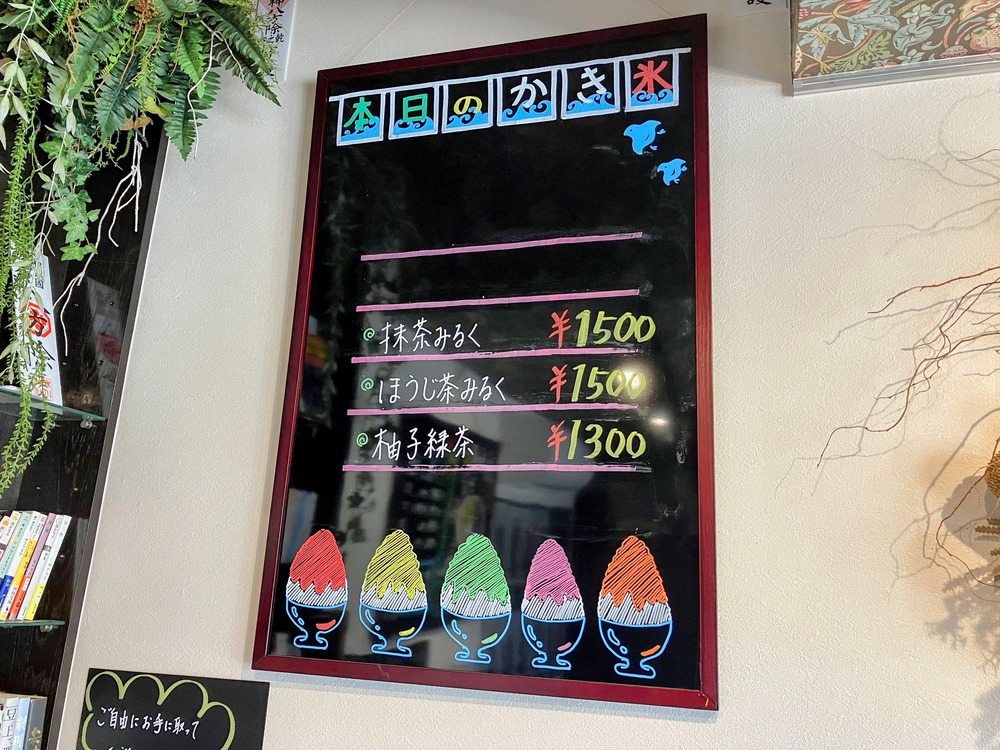 本日のかき氷
抹茶みるく ¥1500
ほうじ茶みるく ¥1500
柚子緑茶 ¥1300
ご自由にお手に取って